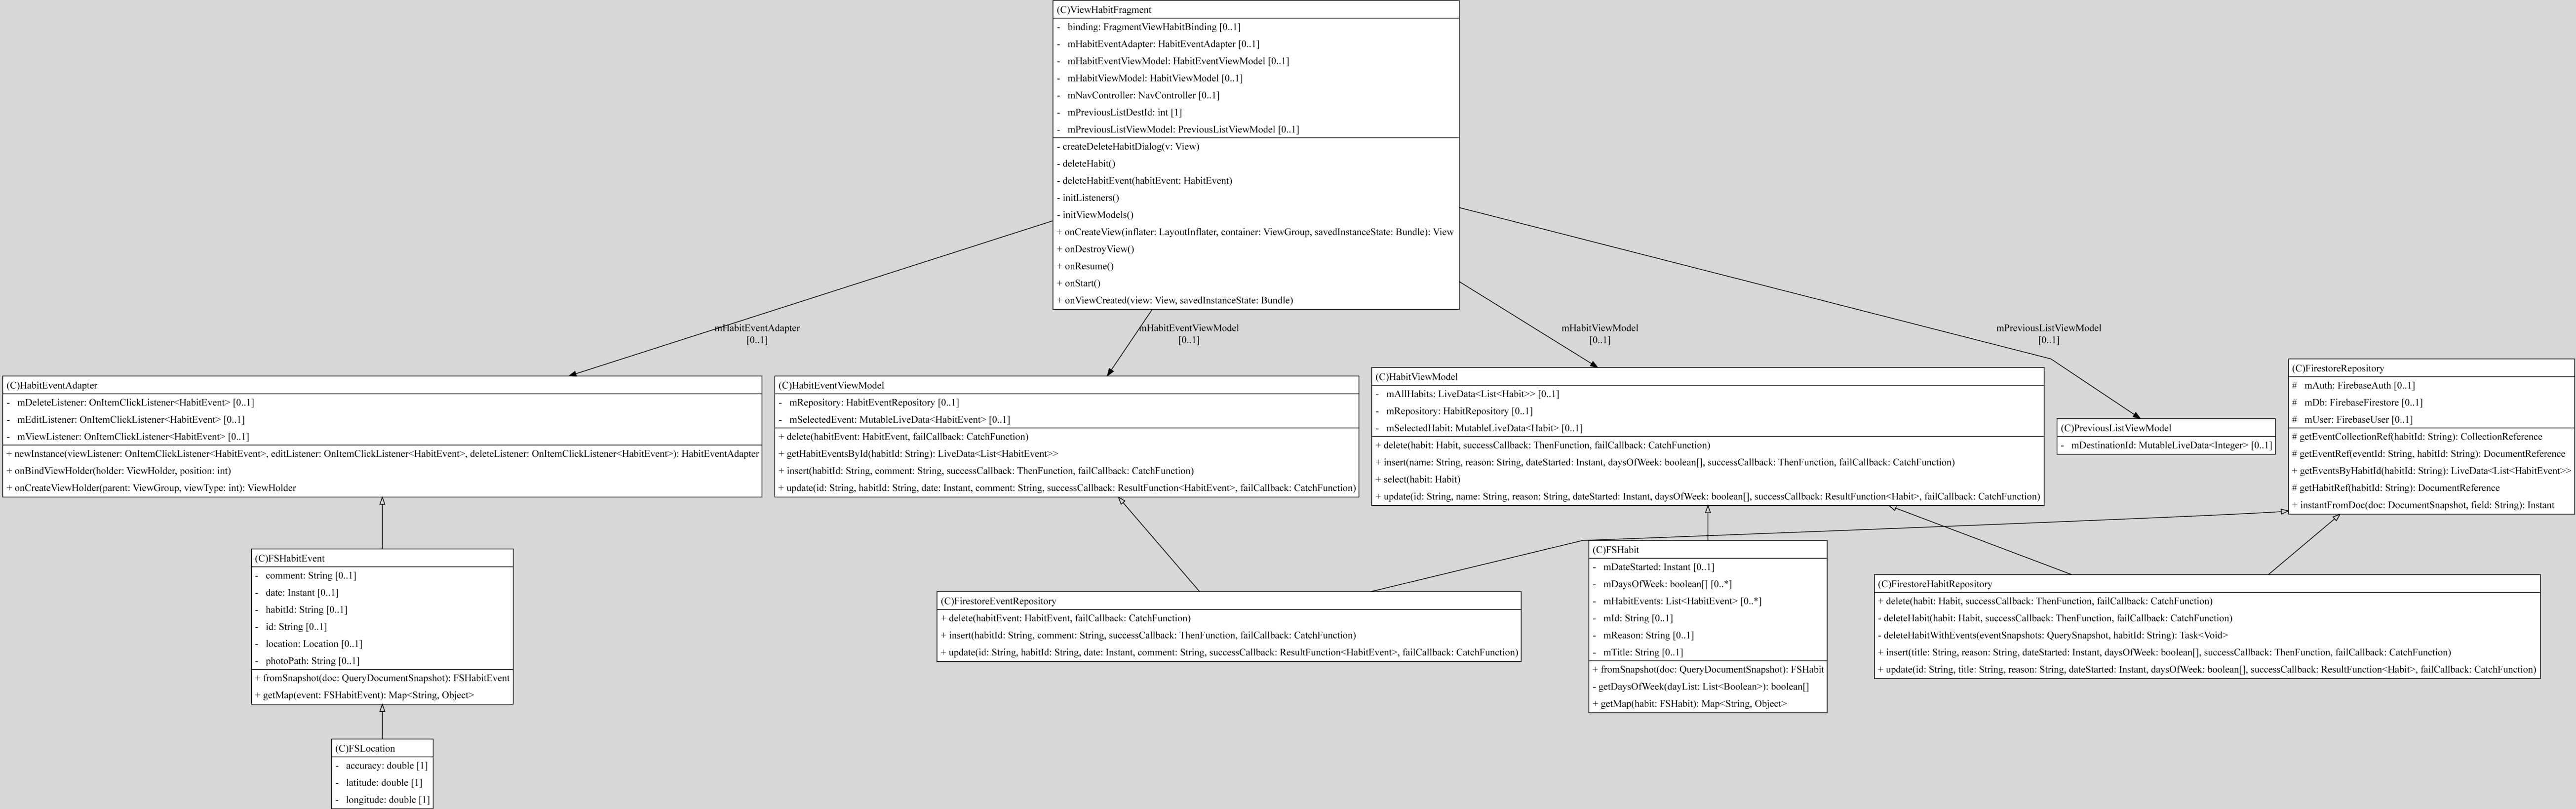 (C)ViewHabitFragment
- binding: FragmentViewHabitBinding [0..1]
- mHabitEventAdapter: HabitEventAdapter [0..1]
- mHabitEventViewModel: HabitEventViewModel [0..1]
- mHabitViewModel: HabitViewModel [0..1]
- mNavController: NavController [0..1]
- mPreviousListDestId: int [1]
- mPreviousListViewModel: PreviousListViewModel [0..1]
- createDeleteHabitDialog(v: View)
- deleteHabit()
- deleteHabitEvent(habitEvent: HabitEvent)
- initListeners()
- initViewModels()
+ onCreateView(inflater: LayoutInflater, container: ViewGroup, savedInstanceState: Bundle): View
+ onDestroyView()
+ onResume()
+ onStart()
+ onViewCreated(view: View, savedInstanceState: Bundle)
mHabitEventAdapter
[0..1]
mHabitEventViewModel
[0..1]
mHabitViewModel
[0..1]
mPreviousListViewModel
[0..1]
(C)HabitEventAdapter
- mDeleteListener: OnItemClickListener<HabitEvent> [0..1]
- mEditListener: OnItemClickListener<HabitEvent> [0..1]
- mViewListener: OnItemClickListener<HabitEvent> [0..1]
+ newInstance(viewListener: OnItemClickListener<HabitEvent>, editListener: OnItemClickListener<HabitEvent>, deleteListener: OnItemClickListener<HabitEvent>): HabitEventAdapter
+ onBindViewHolder(holder: ViewHolder, position: int)
+ onCreateViewHolder(parent: ViewGroup, viewType: int): ViewHolder
(C)HabitEventViewModel
- mRepository: HabitEventRepository [0..1]
- mSelectedEvent: MutableLiveData<HabitEvent> [0..1]
+ delete(habitEvent: HabitEvent, failCallback: CatchFunction)
+ getHabitEventsById(habitId: String): LiveData<List<HabitEvent>>
+ insert(habitId: String, comment: String, successCallback: ThenFunction, failCallback: CatchFunction)
+ update(id: String, habitId: String, date: Instant, comment: String, successCallback: ResultFunction<HabitEvent>, failCallback: CatchFunction)
(C)HabitViewModel
- mAllHabits: LiveData<List<Habit>> [0..1]
- mRepository: HabitRepository [0..1]
- mSelectedHabit: MutableLiveData<Habit> [0..1]
+ delete(habit: Habit, successCallback: ThenFunction, failCallback: CatchFunction)
+ insert(name: String, reason: String, dateStarted: Instant, daysOfWeek: boolean[], successCallback: ThenFunction, failCallback: CatchFunction)
+ select(habit: Habit)
+ update(id: String, name: String, reason: String, dateStarted: Instant, daysOfWeek: boolean[], successCallback: ResultFunction<Habit>, failCallback: CatchFunction)
(C)PreviousListViewModel
- mDestinationId: MutableLiveData<Integer> [0..1]
(C)FirestoreRepository
# mAuth: FirebaseAuth [0..1]
# mDb: FirebaseFirestore [0..1]
# mUser: FirebaseUser [0..1]
# getEventCollectionRef(habitId: String): CollectionReference
# getEventRef(eventId: String, habitId: String): DocumentReference
+ getEventsByHabitId(habitId: String): LiveData<List<HabitEvent>>
# getHabitRef(habitId: String): DocumentReference
+ instantFromDoc(doc: DocumentSnapshot, field: String): Instant
(C)FSHabitEvent
- comment: String [0..1]
- date: Instant [0..1]
- habitId: String [0..1]
- id: String [0..1]
- location: Location [0..1]
- photoPath: String [0..1]
+ fromSnapshot(doc: QueryDocumentSnapshot): FSHabitEvent
+ getMap(event: FSHabitEvent): Map<String, Object>
(C)FirestoreEventRepository
+ delete(habitEvent: HabitEvent, failCallback: CatchFunction)
+ insert(habitId: String, comment: String, successCallback: ThenFunction, failCallback: CatchFunction)
+ update(id: String, habitId: String, date: Instant, comment: String, successCallback: ResultFunction<HabitEvent>, failCallback: CatchFunction)
(C)FSHabit
- mDateStarted: Instant [0..1]
- mDaysOfWeek: boolean[] [0..*]
- mHabitEvents: List<HabitEvent> [0..*]
- mId: String [0..1]
- mReason: String [0..1]
- mTitle: String [0..1]
+ fromSnapshot(doc: QueryDocumentSnapshot): FSHabit
- getDaysOfWeek(dayList: List<Boolean>): boolean[]
+ getMap(habit: FSHabit): Map<String, Object>
(C)FirestoreHabitRepository
+ delete(habit: Habit, successCallback: ThenFunction, failCallback: CatchFunction)
- deleteHabit(habit: Habit, successCallback: ThenFunction, failCallback: CatchFunction)
- deleteHabitWithEvents(eventSnapshots: QuerySnapshot, habitId: String): Task<Void>
+ insert(title: String, reason: String, dateStarted: Instant, daysOfWeek: boolean[], successCallback: ThenFunction, failCallback: CatchFunction)
+ update(id: String, title: String, reason: String, dateStarted: Instant, daysOfWeek: boolean[], successCallback: ResultFunction<Habit>, failCallback: CatchFunction)
(C)FSLocation
- accuracy: double [1]
- latitude: double [1]
- longitude: double [1]